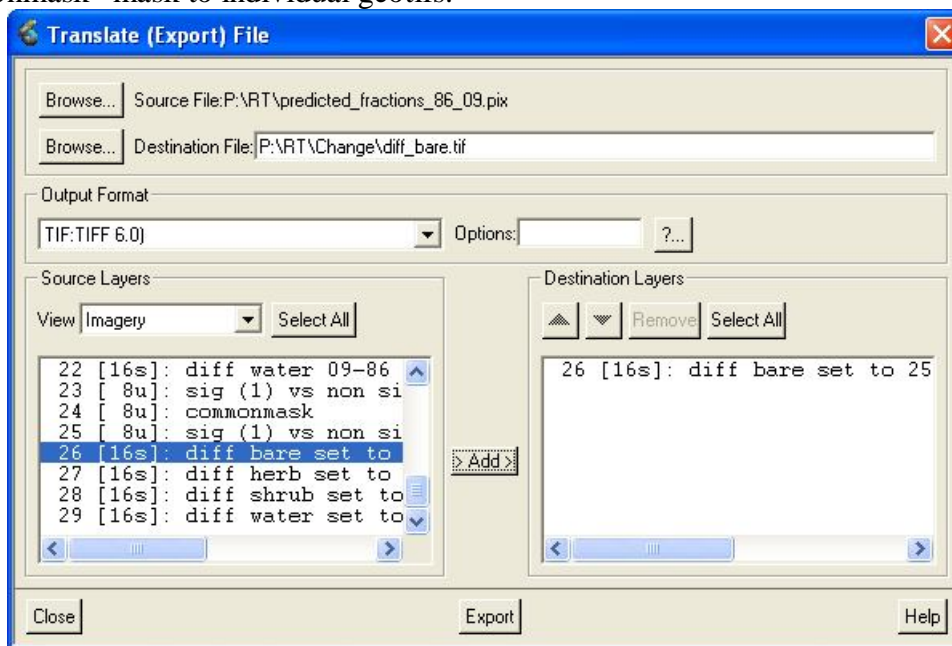 mask to individual geotifs.
Translate (Export) File
Browse... Source File:P:\RT\predicted_fractions_86_09.pix
Browse... Destination File: P:\RT\Change\diff_bare.tif
Output Format
TIF:TIFF 6.0) Options: ?...
Source Layers
View Imagery Select All
22 [16s]: diff water 09-86
23 [ 8u]: sig (1) vs non si
24 [ 8u]: commonmask
25 [ 8u]: sig (1) vs non si
26 [16s]: diff bare set to
27 [16s]: diff herb set to
28 [16s]: diff shrub set to
29 [16s]: diff water set to
> Add >
Destination Layers
Remove Select All
26 [16s]: diff bare set to 25
Close Export Help